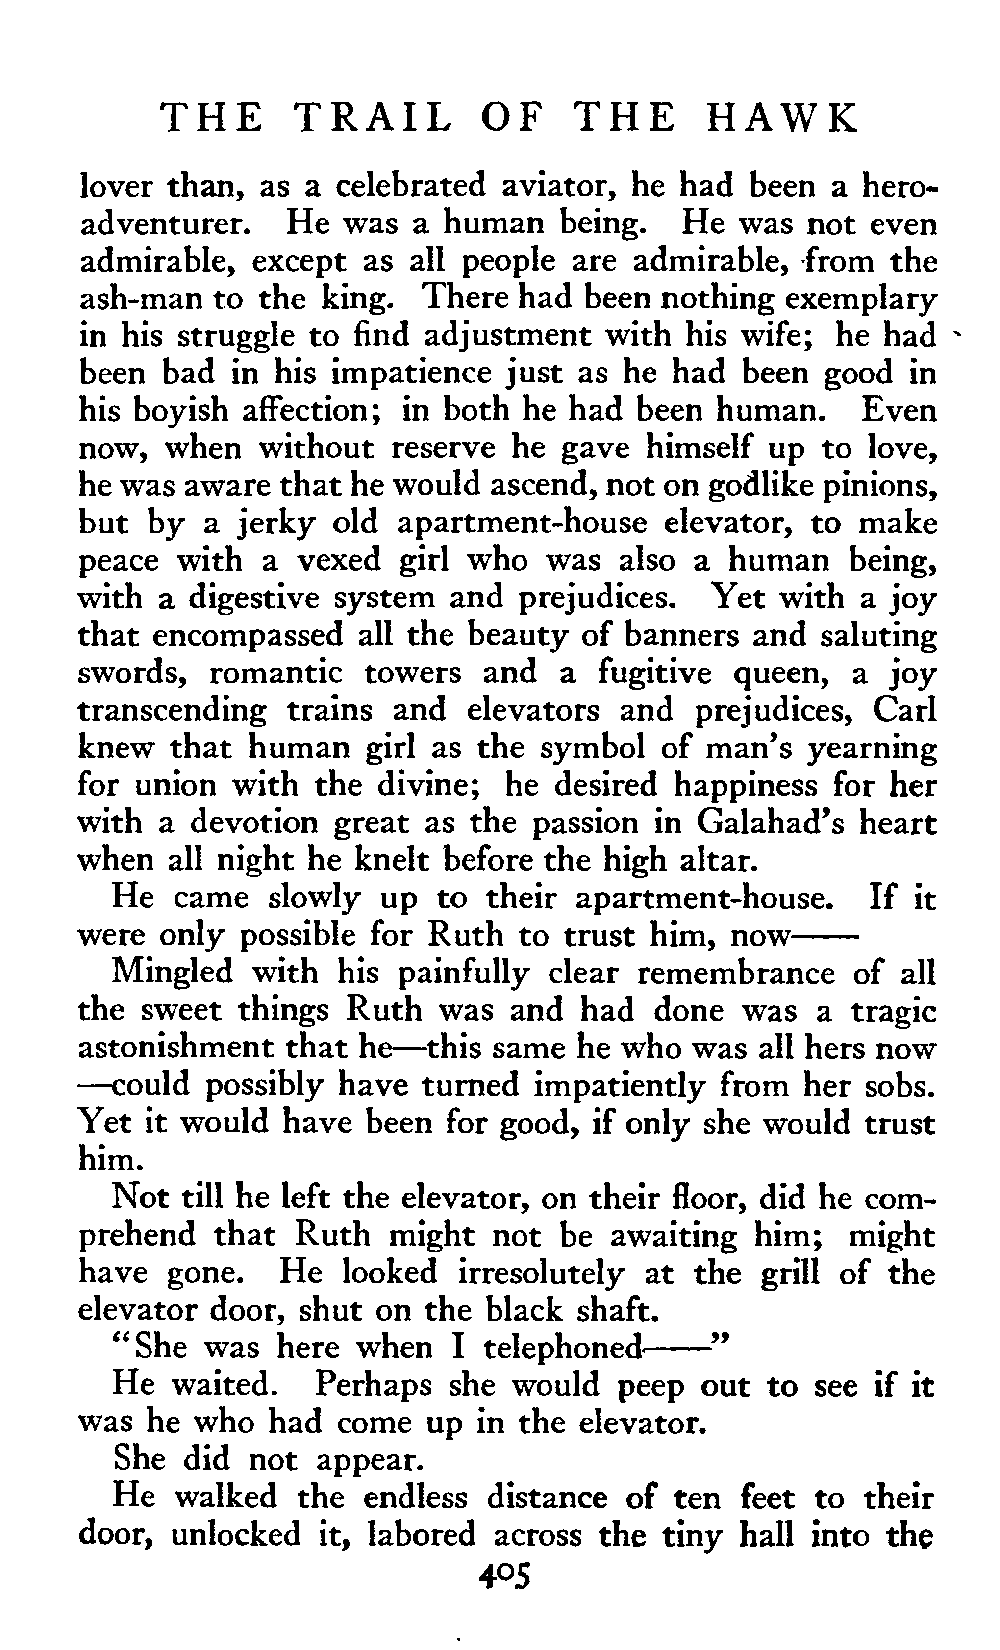 THE TRAIL OF THE HAWK
lover than, as a celebrated aviator, he had been a hero-
adventurer. He was a human being. He was not even
admirable, except as all people are admirable, from the
ash-man to the king. There had been nothing exemplary
in his struggle to find adjustment with his wife; he had
been bad in his impatience just as he had been good in
his boyish affection; in both he had been human. Even
now, when without reserve he gave himself up to love,
he was aware that he would ascend, not on godlike pinions,
but by a jerky old apartment-house elevator, to make
peace with a vexed girl who was also a human being,
with a digestive system and prejudices. Yet with a joy
that encompassed all the beauty of banners and saluting
swords, romantic towers and a fugitive queen, a joy
transcending trains and elevators and prejudices, Carl
knew that human girl as the symbol of man's yearning
for union with the divine; he desired happiness for her
with a devotion great as the passion in Galahad's heart
when all night he knelt before the high altar.
He came slowly up to their apartment-house. If it
were only possible for Ruth to trust him, now——
Mingled with his painfully clear remembrance of all
the sweet things Ruth was and had done was a tragic
astonishment that he—this same he who was all hers now
—could possibly have turned impatiently from her sobs.
Yet it would have been for good, if only she would trust
him.
Not till he left the elevator, on their floor, did he com-
prehend that Ruth might not be awaiting him; might
have gone. He looked irresolutely at the grill of the
elevator door, shut on the black shaft.
"She was here when I telephoned——"
He waited. Perhaps she would peep out to see if it
was he who had come up in the elevator.
She did not appear.
He walked the endless distance of ten feet to their
door, unlocked it, labored across the tiny hall into the
405